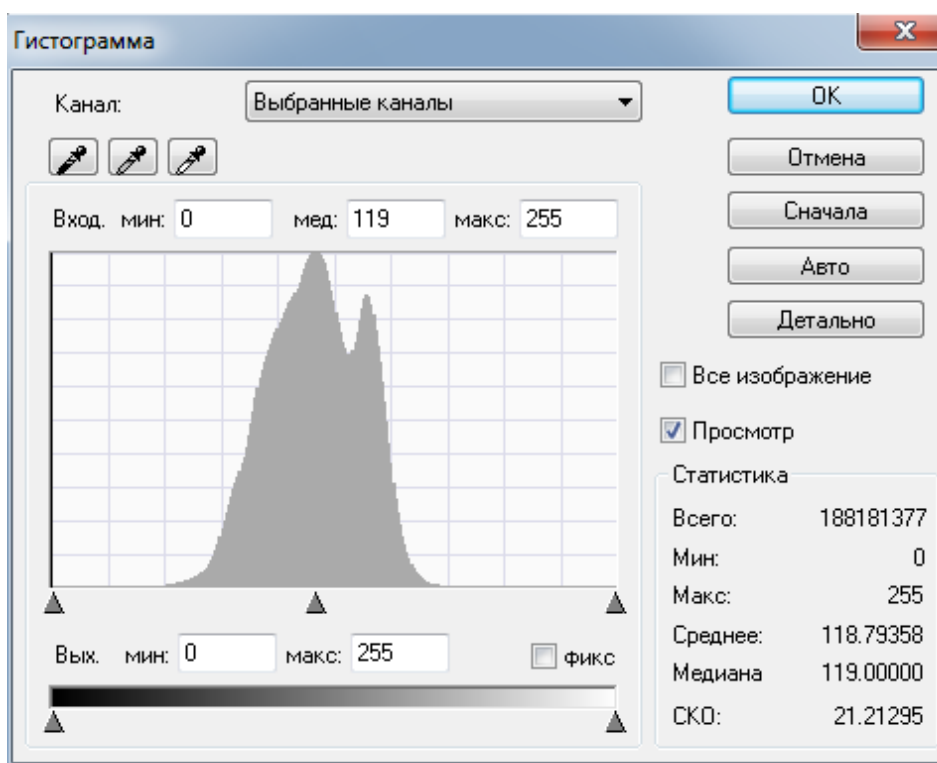 Гистограмма
Канал: Выбранные каналы
Вход. мин: 0 мед: 119 макс: 255
Вых. мин: 0 макс: 255 фикс
OK
Отмена
Сначала
Авто
Детально
Все изображение
Просмотр
Статистика
Всего: 188181377
Мин: 0
Макс: 255
Среднее: 118.79358
Медиана 119.00000
СКО: 21.21295